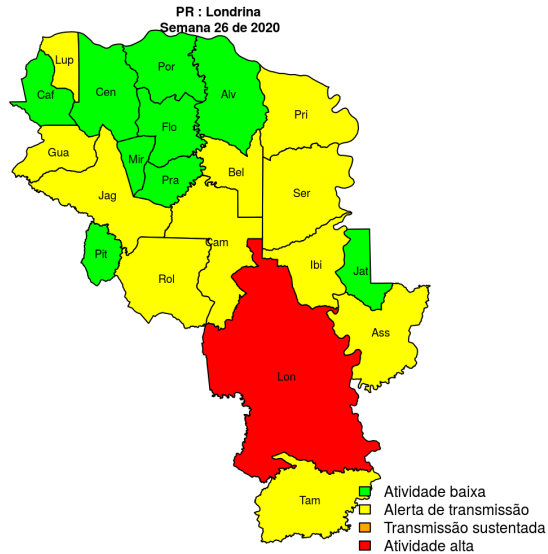 PR : Londrina
Semana 26 de 2020
Lup
Por
Caf
Cen
Alv
Pri
Flo
Gua
Mir
Bel
Pra
Jag
Ser
Cam
Pit
Ibi
Jat
Rol
Ass
Lon
Tam
Atividade baixa
Alerta de transmissão
Transmissão sustentada
Atividade alta